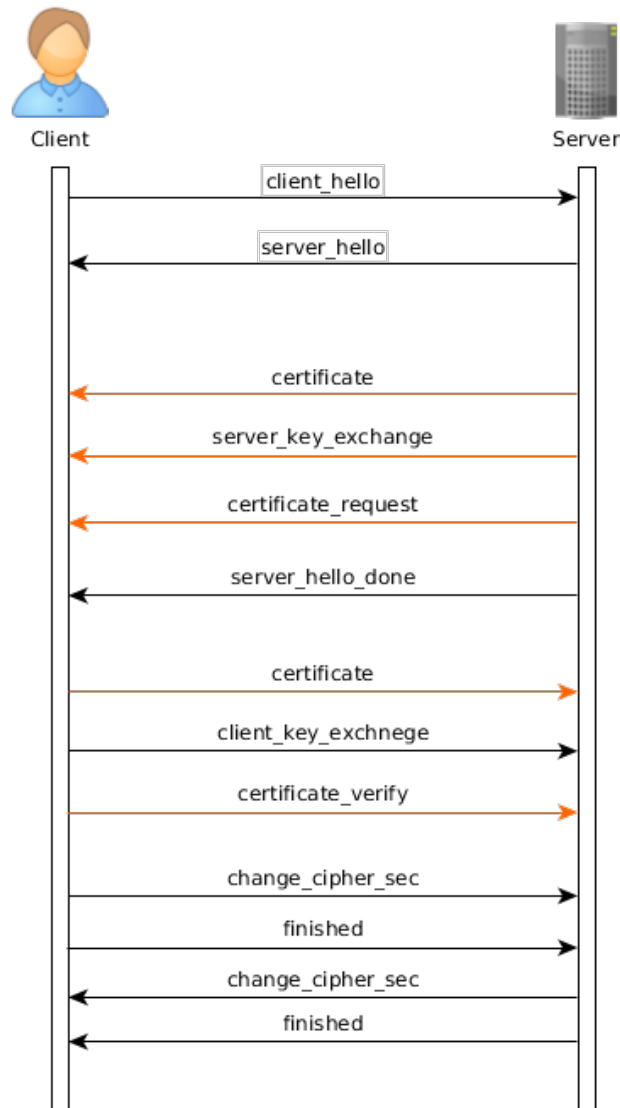 Client
Server
client_hello
server_hello
certificate
server_key_exchange
certificate_request
server_hello_done
certificate
client_key_exchnege
certificate_verify
change_cipher_sec
finished
change_cipher_sec
finished